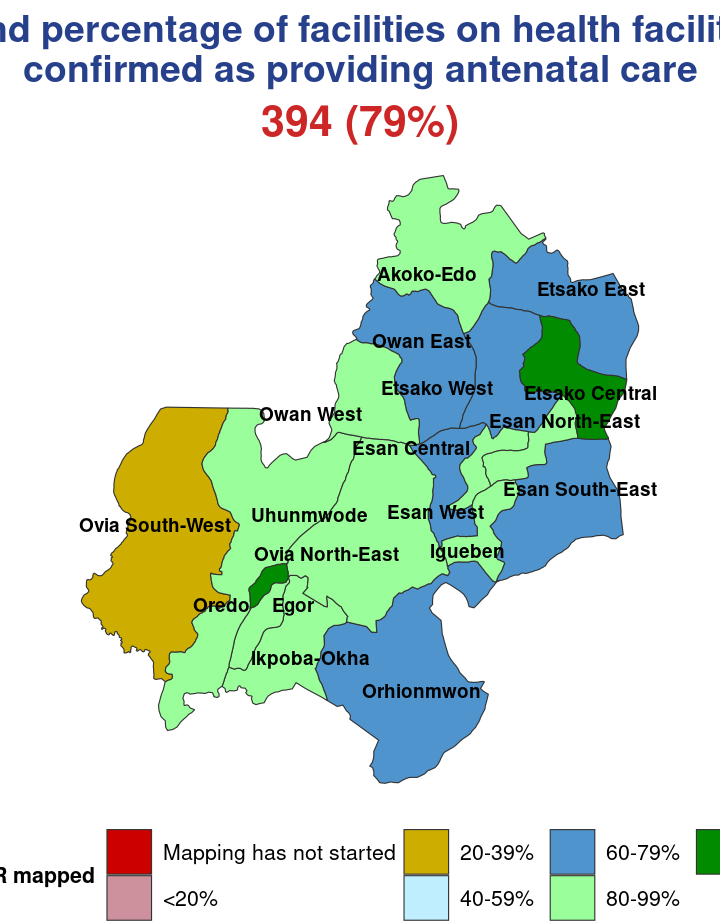 percentage of facilities on health
confirmed as providing antenatal care
394 (79%)
Akoko-Edo
Etsako East
Owan East
Etsako West
Etsako Central
Owan West
Esan North-East
Esan Central
Esan South-East
Uhunmwode
Esan West
Ovia South-West
Ovia North-East
Igueben
Oredo
Egor
Ikpoba-Okha
Orhionmwon
mapped
Mapping has not started
20-39%
60-79%
<20%
40-59%
80-99%